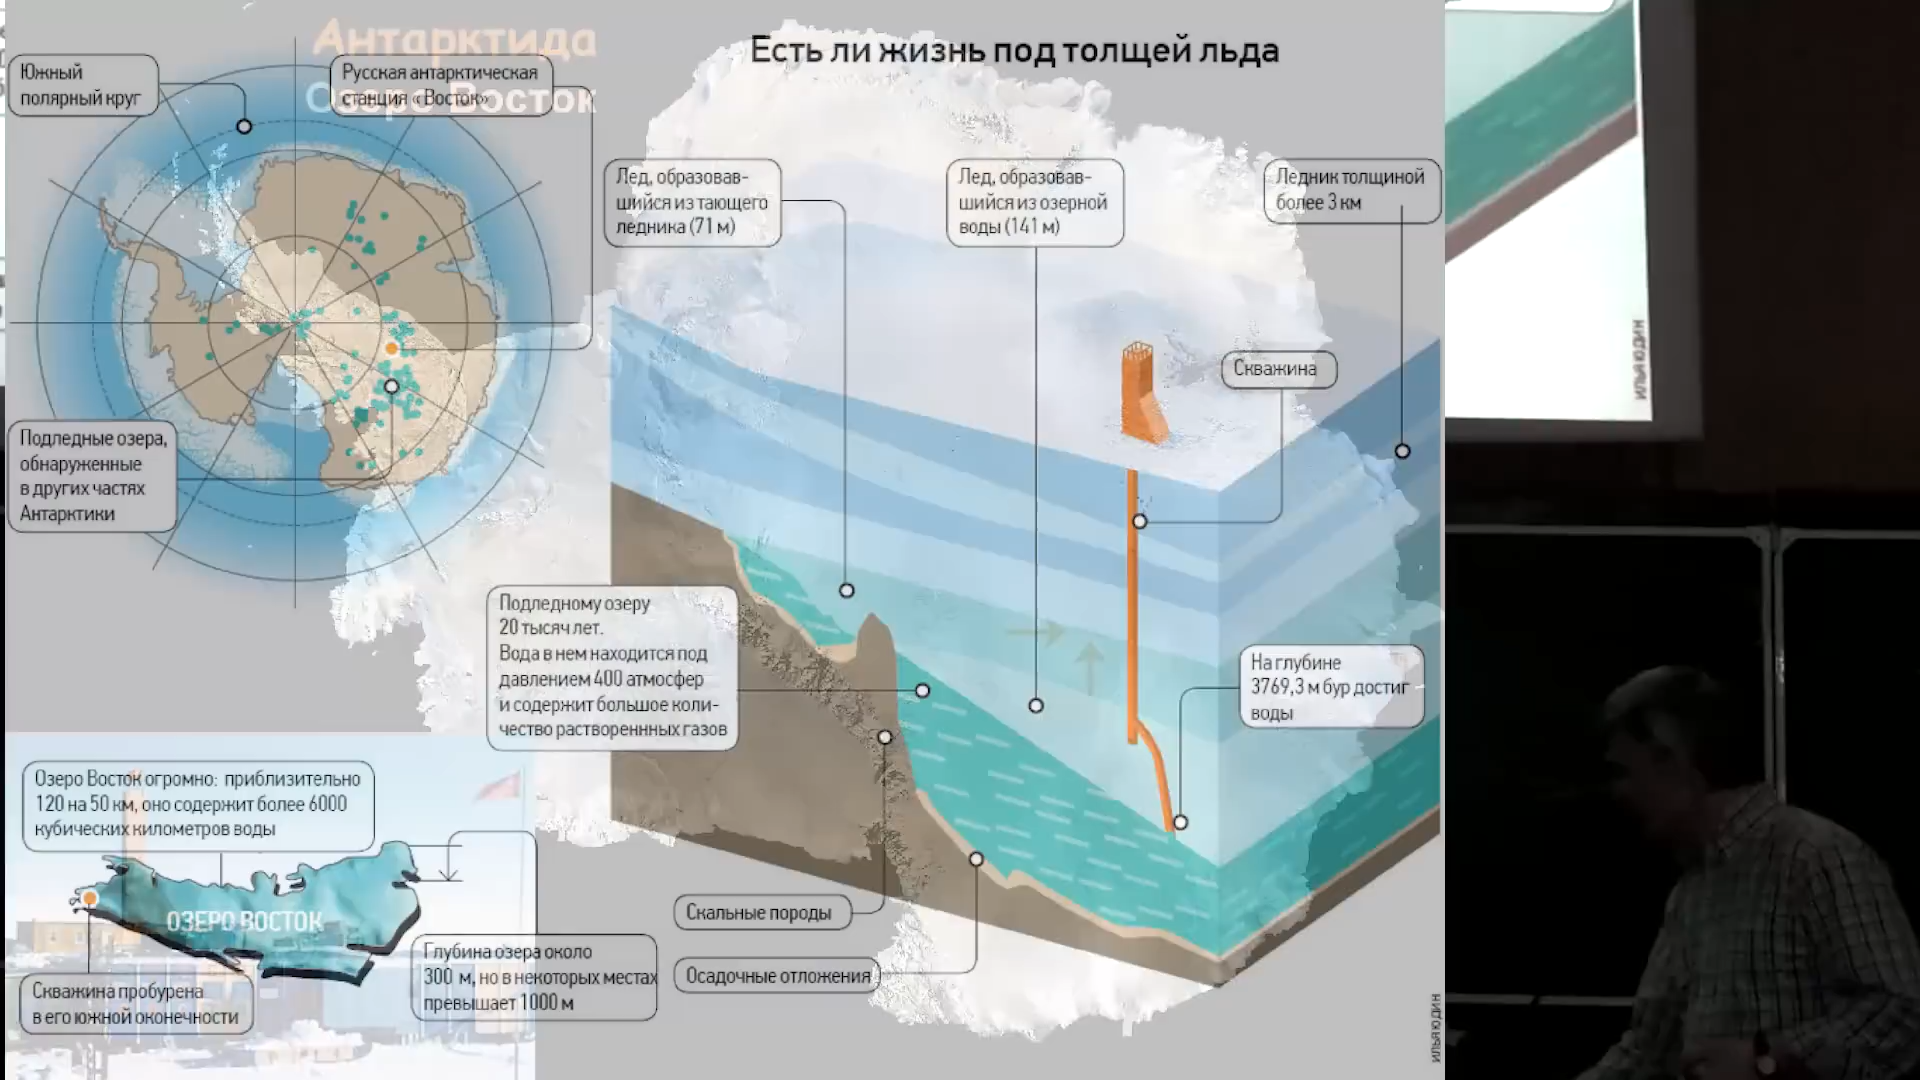 Антарктида
Озеро Восток
Есть ли жизнь под толщей льда
Южный
полярный круг
Русская антарктическая
станция «Восток»
Лед, образовав-
шийся из тающего
ледника (71 м)
Лед, образовав-
шийся из озерной
воды (141 м)
Ледник толщиной
более 3 км
Скважина
Подледные озера,
обнаруженные
в других частях
Антарктики
Подледному озеру
20 тысяч лет.
Вода в нем находится под
давлением 400 атмосфер
и содержит большое коли-
чество растворенных газов
На глубине
3769,3 м бур достиг
воды
Озеро Восток огромно: приблизительно
120 на 50 км, оно содержит более 6000
кубических километров воды
ОЗЕРО ВОСТОК
Скважина пробурена
в его южной оконечности
Глубина озера около
300 м, но в некоторых местах
превышает 1000 м
Скальные породы
Осадочные отложения
ИЛЬЯ ЮДИН
ИЛЬЯ ЮДИН